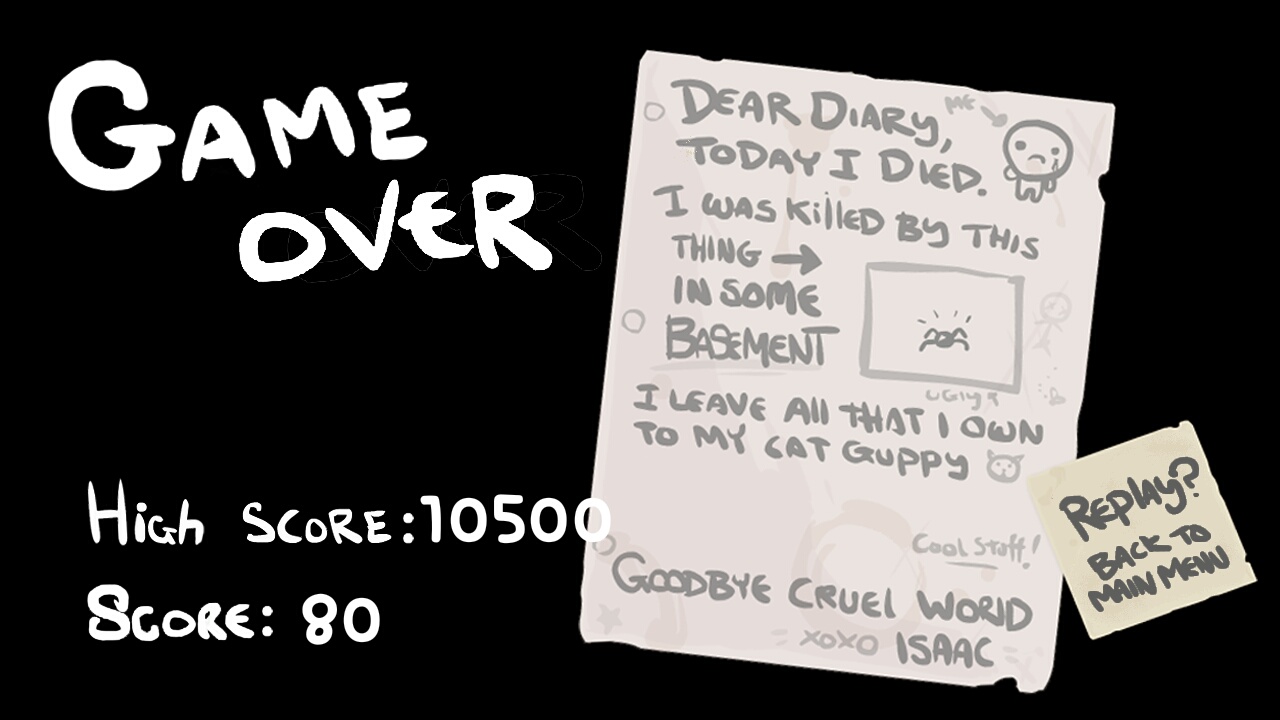 GAME
OVER
HIGH SCORE:10500
SCORE: 80
DEAR DIARY,
ME
TODAY I DIED.
I WAS KillED BY THIS
THING
IN SOME
BASEMENT
UGLY
I LEAVE All THAT I OWN
TO MY CAT GUPPY
Cool Stuff!
GOODBYE CRUEl WORlD
XOXO ISAAC
REPlAY?
BACK TO
MAIN MENU